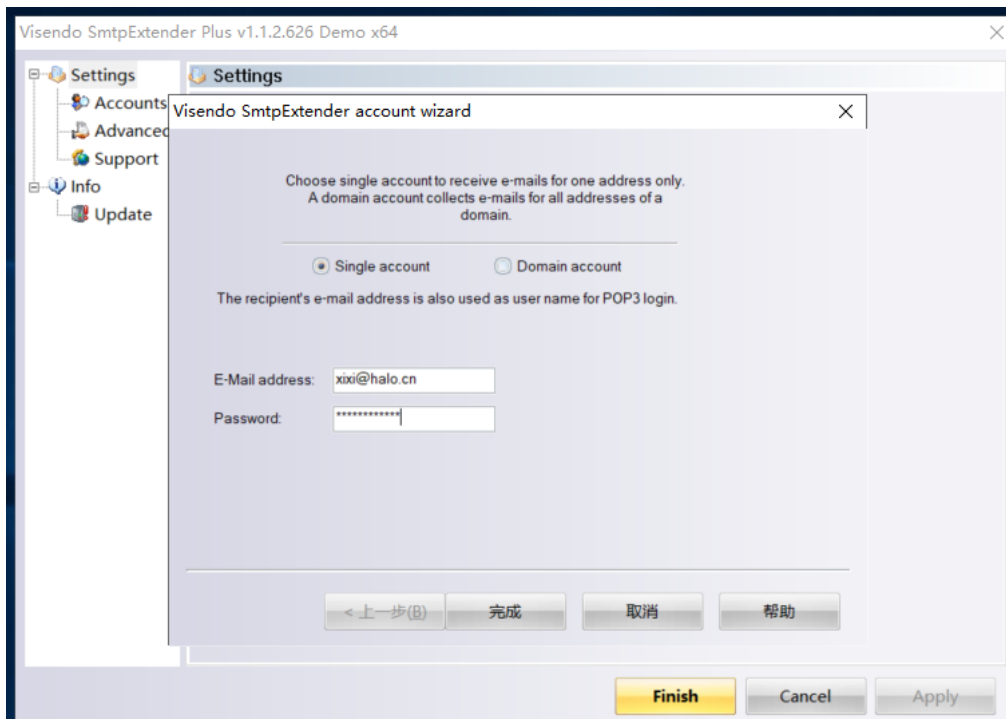 Visendo SmtpExtender Plus v1.1.2.626 Demo x64
Settings
Accounts
Advanced
Support
Info
Update
Settings
Visendo SmtpExtender account wizard
Choose single account to receive e-mails for one address only.
A domain account collects e-mails for all addresses of a
domain.
Single account
Domain account
The recipient's e-mail address is also used as user name for POP3 login.
E-Mail address:
xixi@halo.cn
Password:
************
< 上一步(B)
完成
取消
帮助
Finish
Cancel
Apply